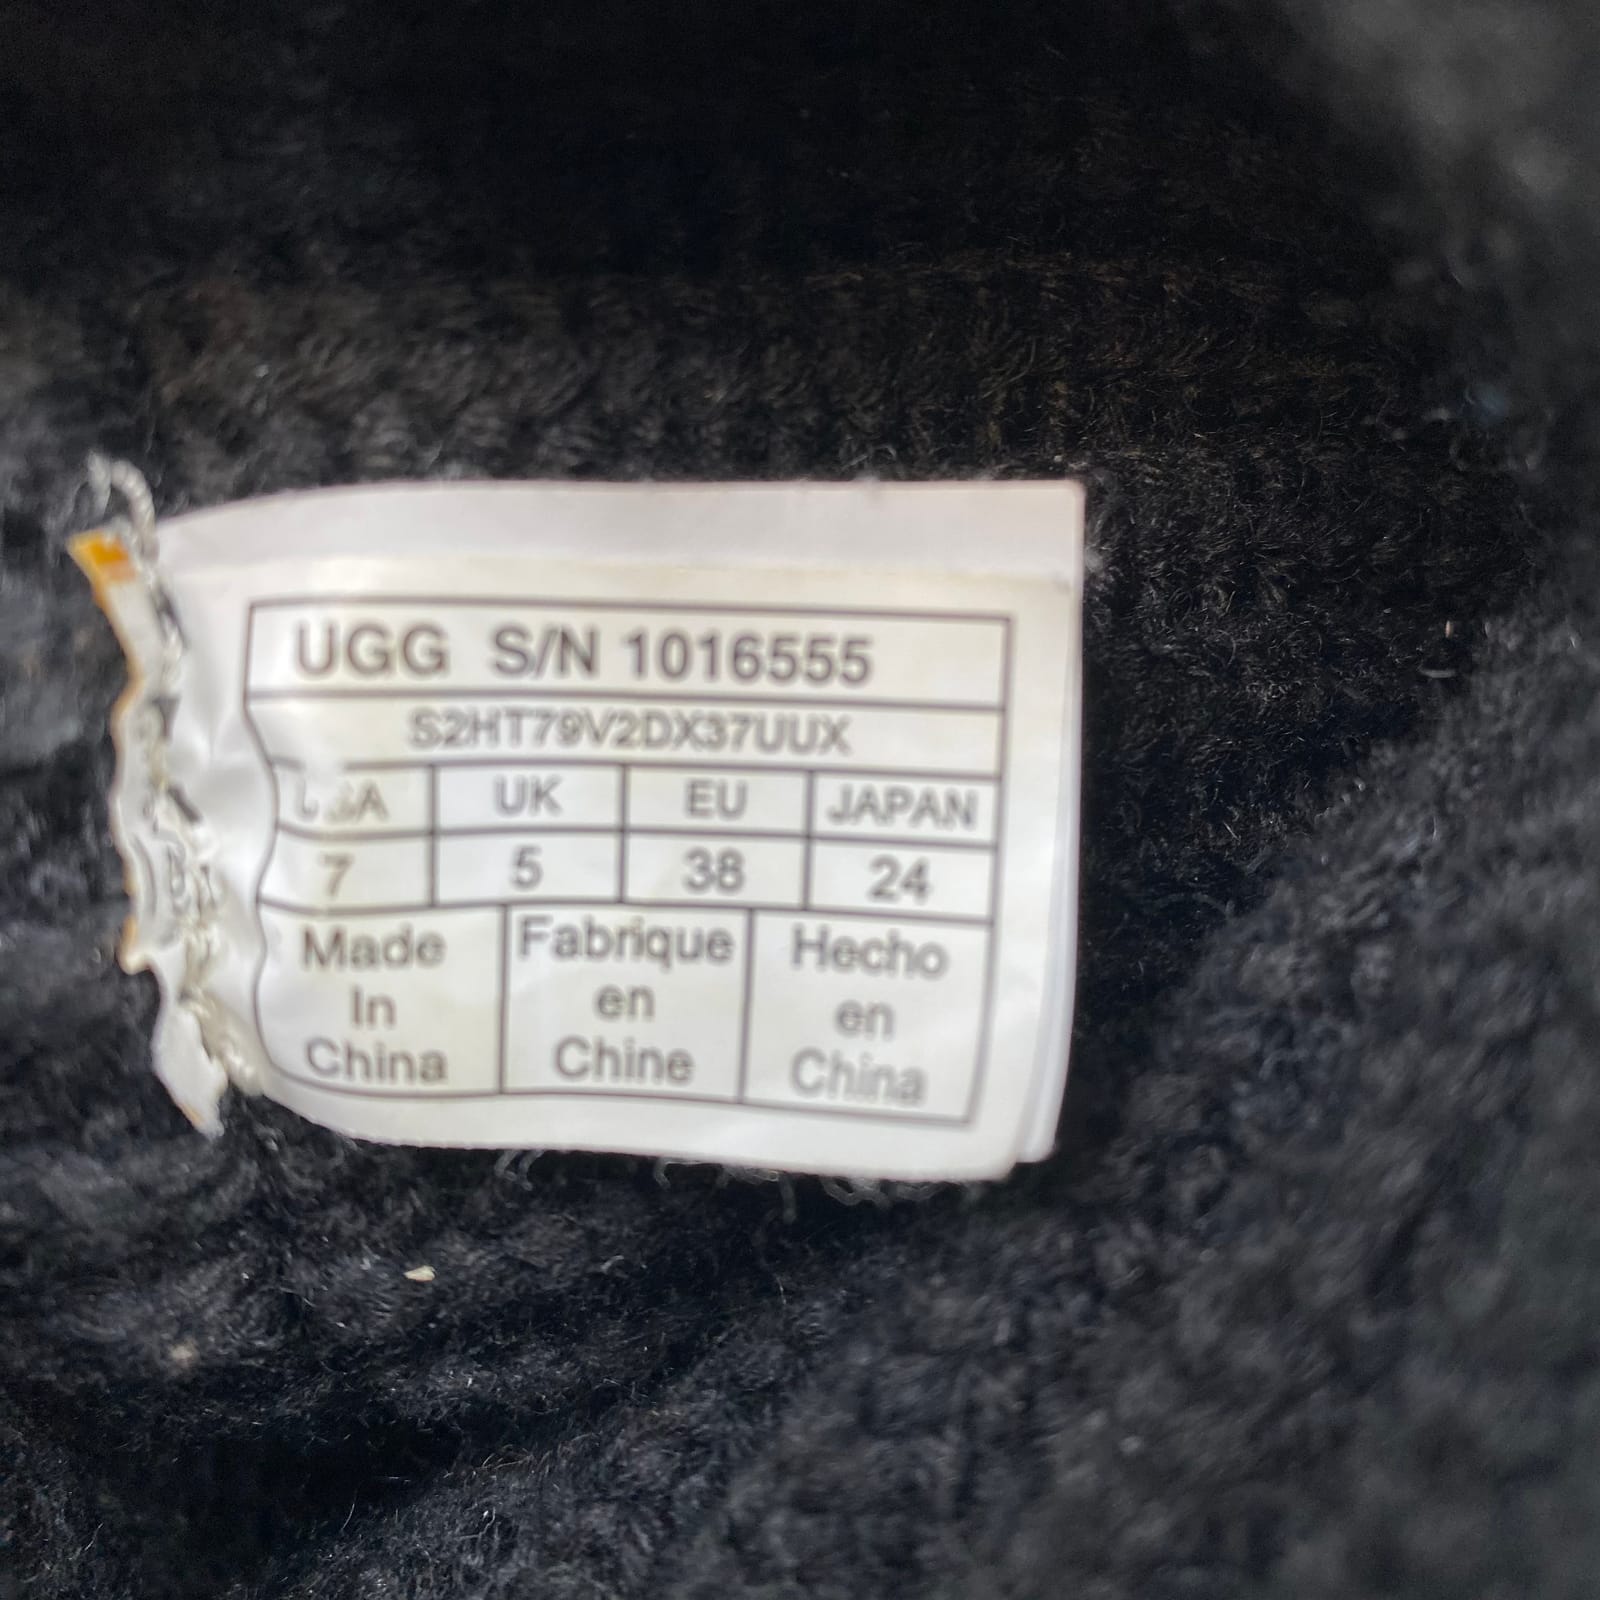 UGG S/N 1016555
S2HT79V2DX37UUX
USA UK EU JAPAN
7 5 38 24
Made
In
China
Fabrique
en
Chine
Hecho
en
China